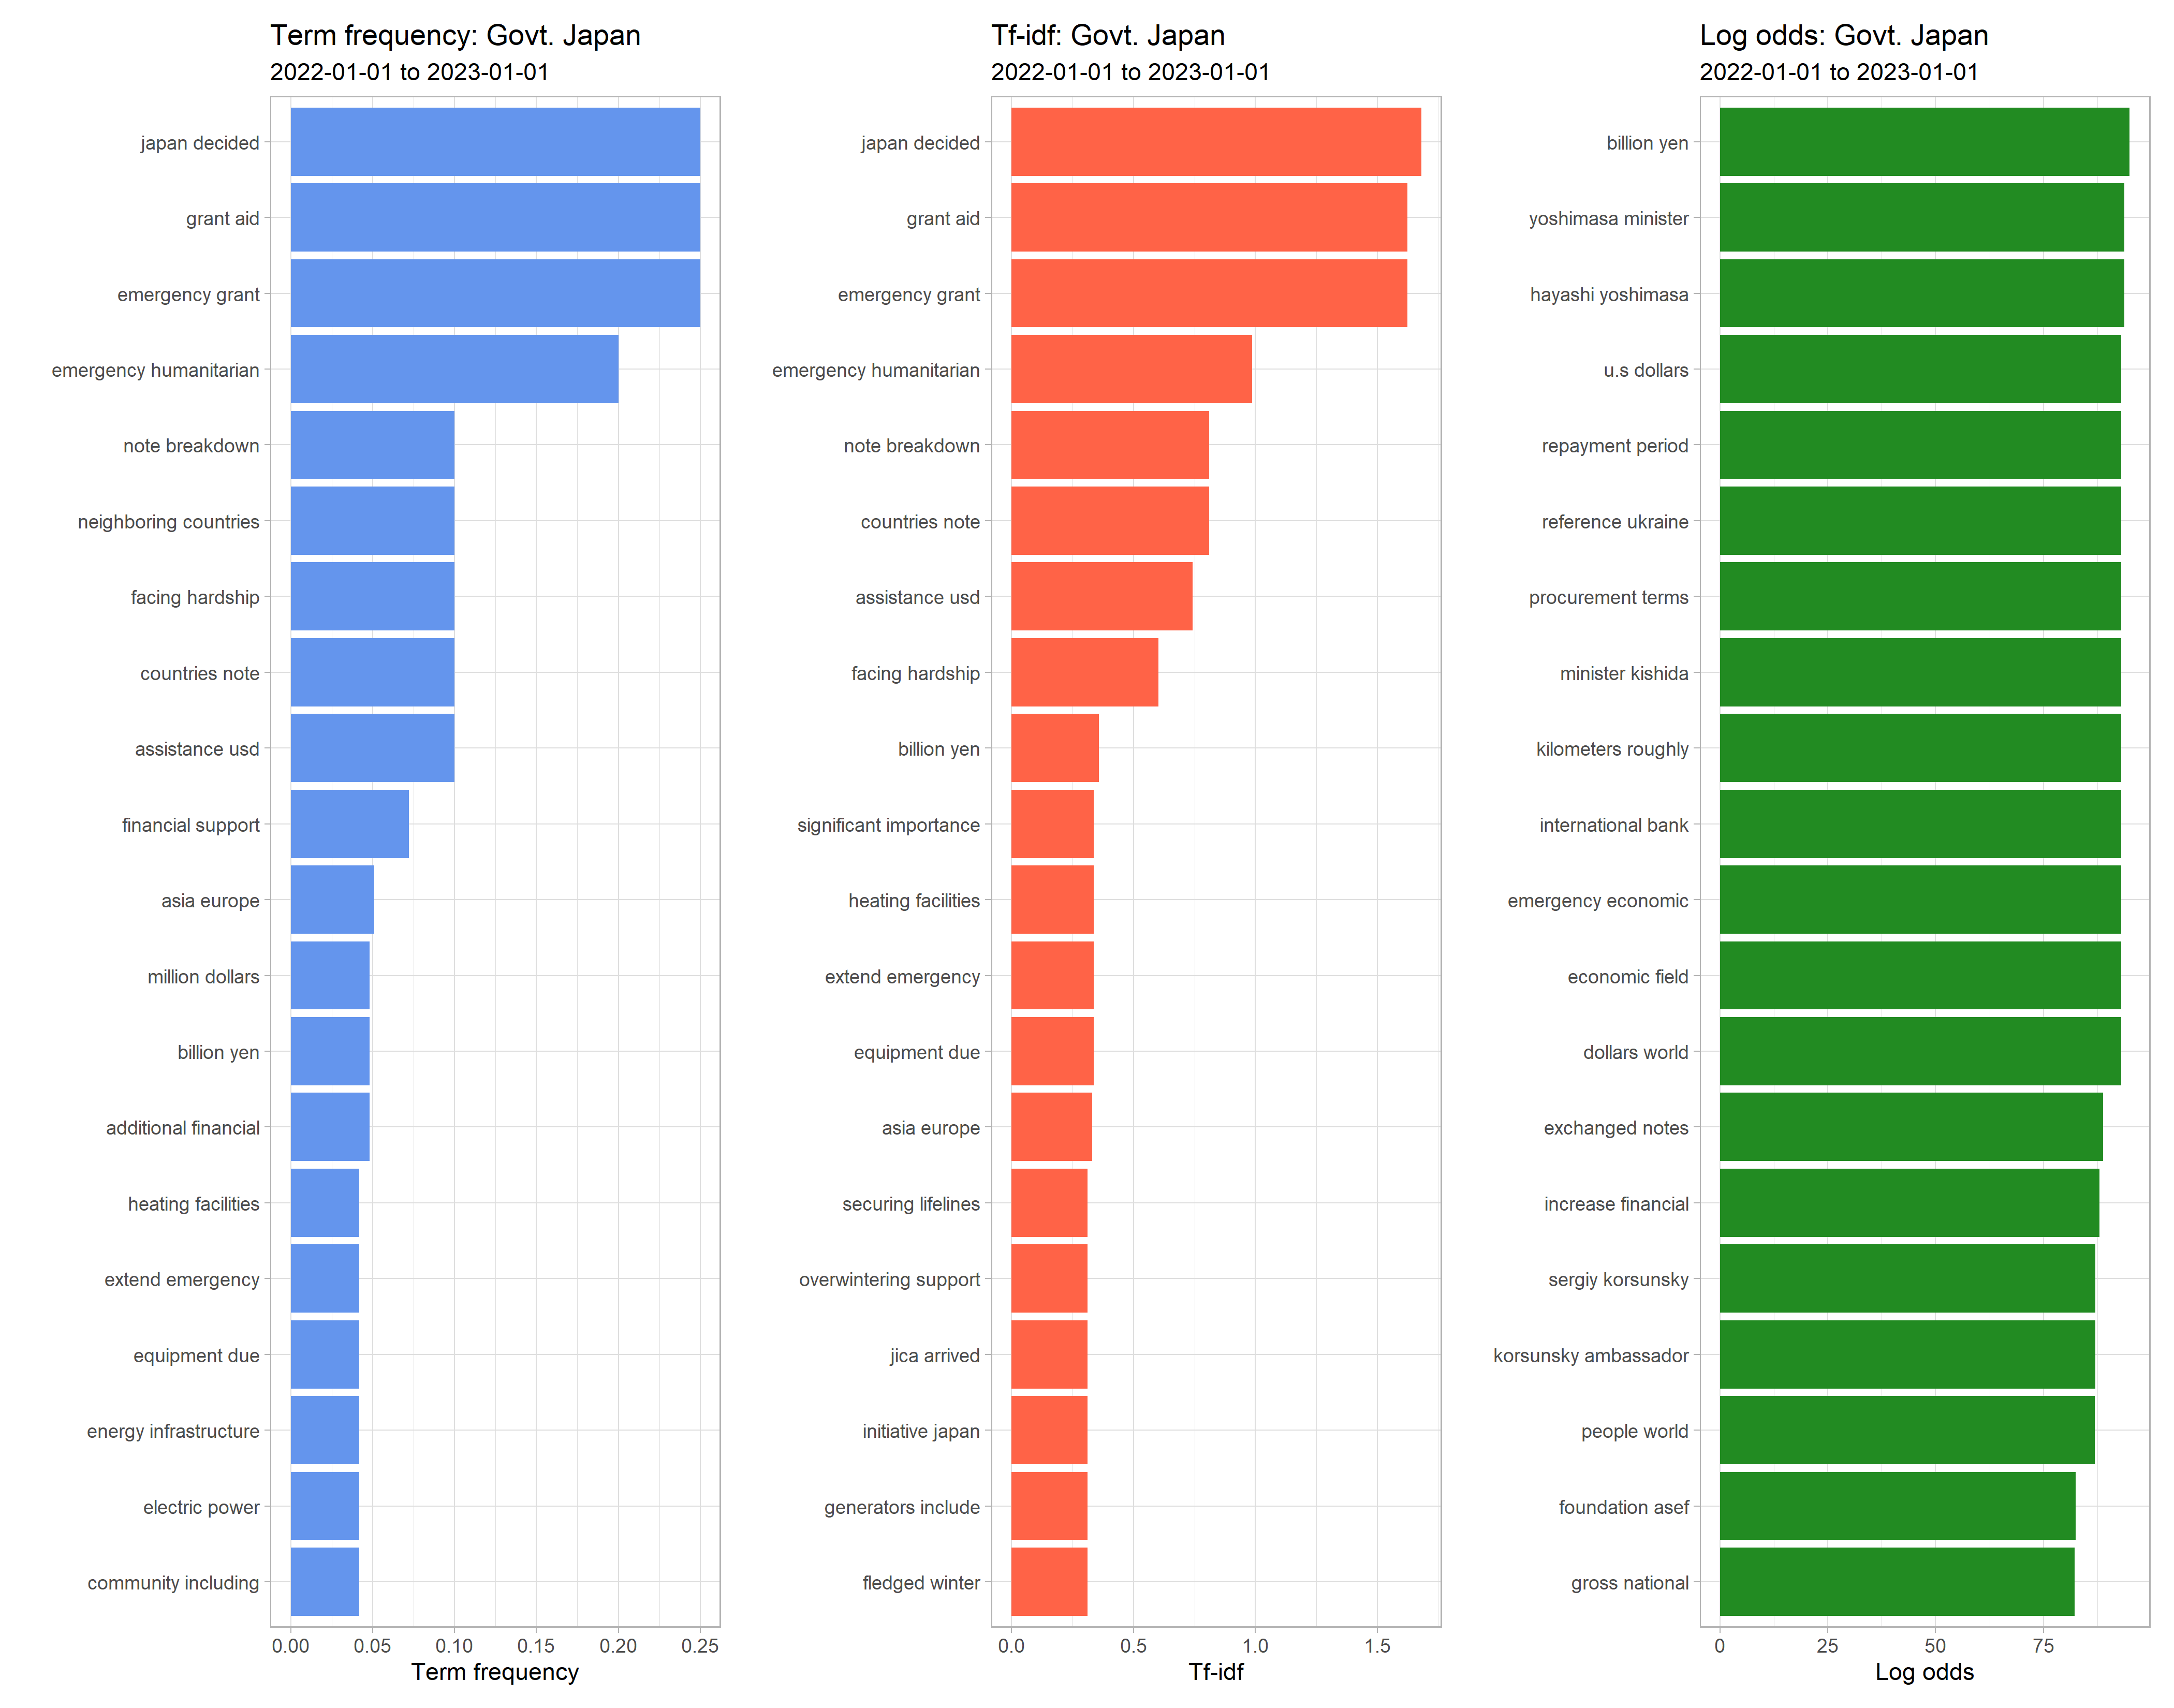 Term frequency: Govt. Japan
2022-01-01 to 2023-01-01
japan decided
grant aid
emergency grant
emergency humanitarian
note breakdown
neighboring countries
facing hardship
countries note
assistance usd
financial support
asia europe
million dollars
billion yen
additional financial
heating facilities
extend emergency
equipment due
energy infrastructure
electric power
community including
0.00 0.05 0.10 0.15 0.20 0.25
Term frequency
Tf-idf: Govt. Japan
2022-01-01 to 2023-01-01
japan decided
grant aid
emergency grant
emergency humanitarian
note breakdown
countries note
assistance usd
facing hardship
billion yen
significant importance
heating facilities
extend emergency
equipment due
asia europe
securing lifelines
overwintering support
jica arrived
initiative japan
generators include
fledged winter
0.0 0.5 1.0 1.5
Tf-idf
Log odds: Govt. Japan
2022-01-01 to 2023-01-01
billion yen
yoshimasa minister
hayashi yoshimasa
u.s dollars
repayment period
reference ukraine
procurement terms
minister kishida
kilometers roughly
international bank
emergency economic
economic field
dollars world
exchanged notes
increase financial
sergiy korsunsky
korsunsky ambassador
people world
foundation asef
gross national
0 25 50 75
Log odds